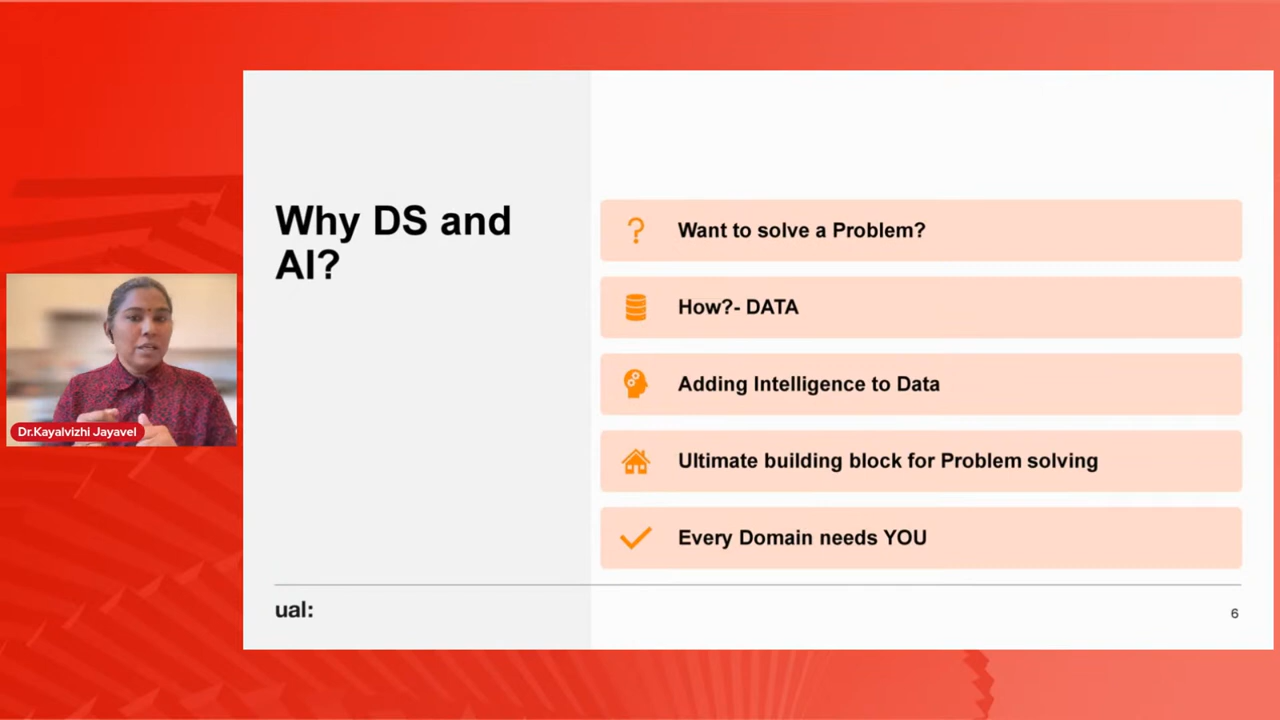 Why DS and
AI?
Want to solve a Problem?
How?- DATA
Adding Intelligence to Data
Ultimate building block for Problem solving
Every Domain needs YOU
Dr.Kayalvizhi Jayavel
ual:
6